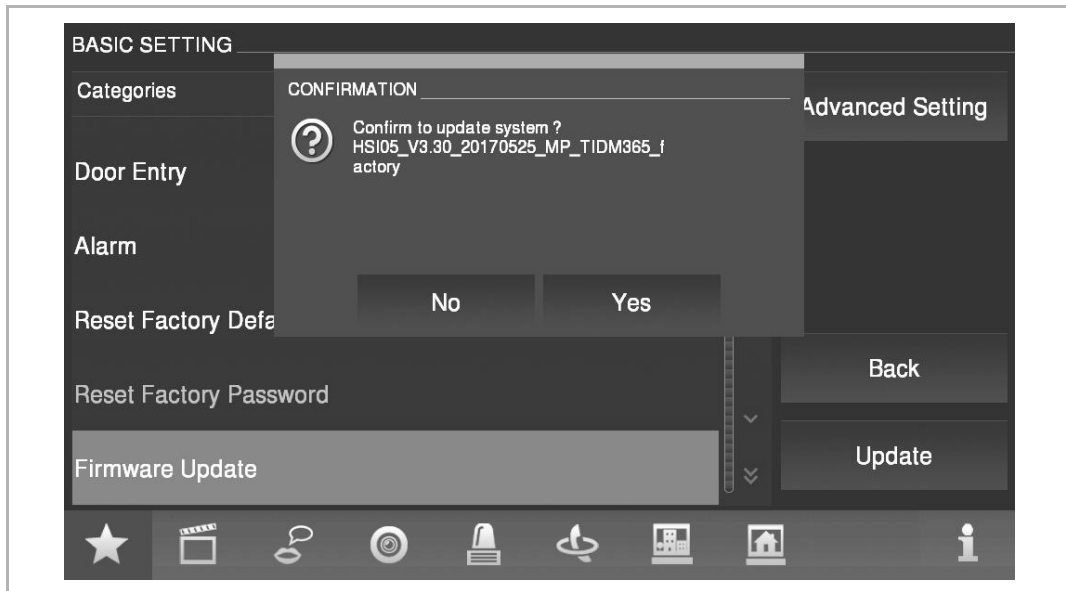 BASIC SETTING
Categories
CONFIRMATION
Advanced Setting
Confirm to update system ?
HSI05_V3.30_20170525_MP_TIDM365_f
actory
Door Entry
Alarm
No
Yes
Reset Factory Defa
Back
Reset Factory Password
Update
Firmware Update